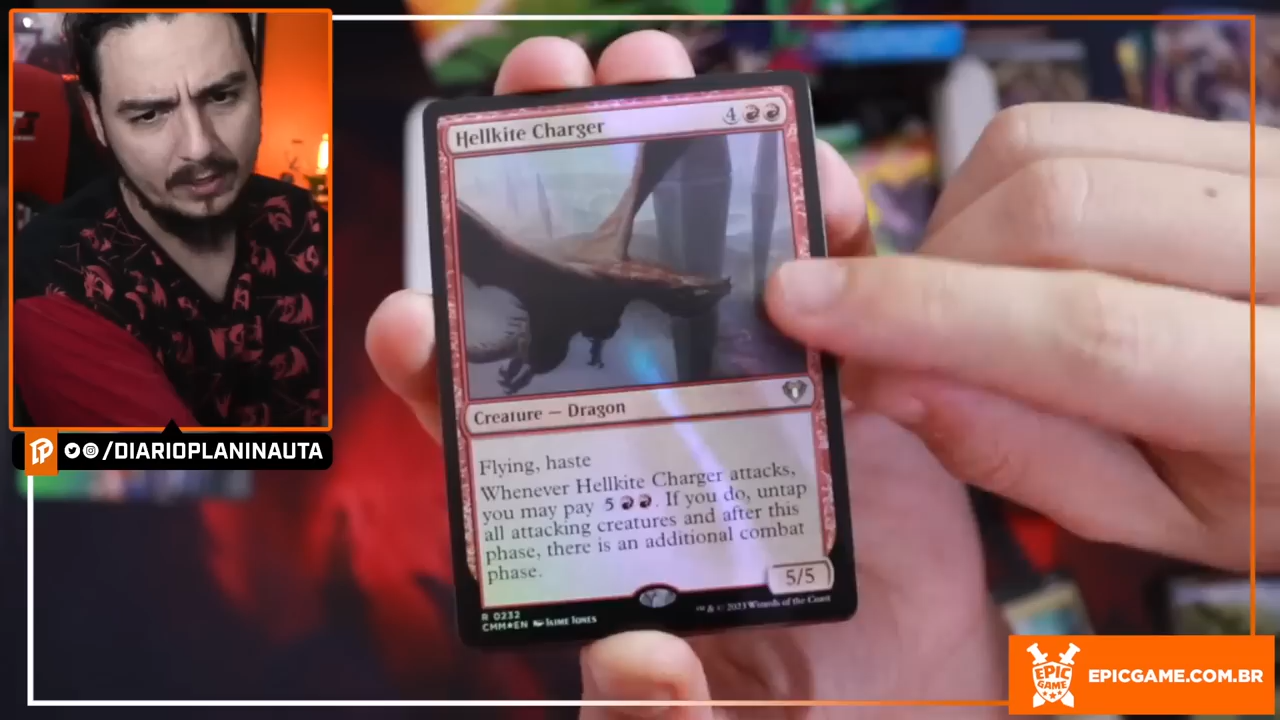 Hellkite Charger 4
Creature — Dragon
Flying, haste
Whenever Hellkite Charger attacks,
you may pay 5 . If you do, untap
all attacking creatures and after this
phase, there is an additional combat
phase.
5/5
R 0232
CMM★EN JAIME JONES
™ & © 2023 Wizards of the Coast
/DIARIOPLANINAUTA
EPIC
GAME
EPICGAME.COM.BR